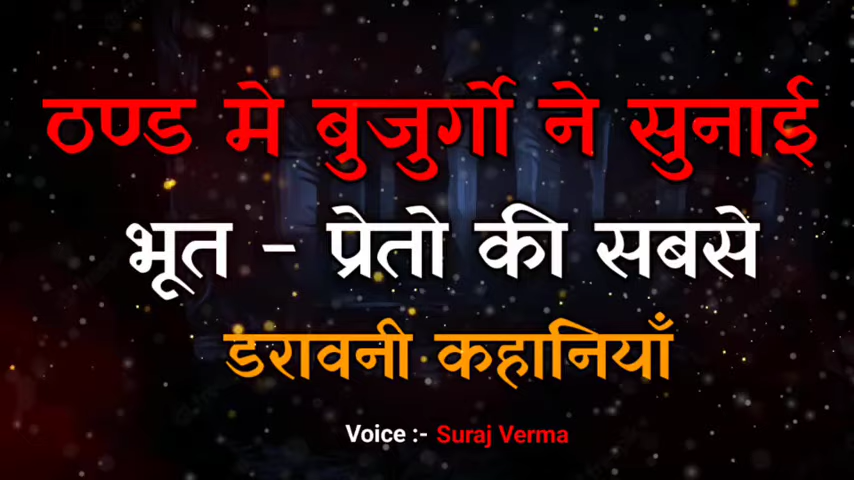 ठण्ड मे बुजुर्गो ने सुनाई
भूत - प्रेतो की सबसे
डरावनी कहानियाँ
Voice :- Suraj Verma